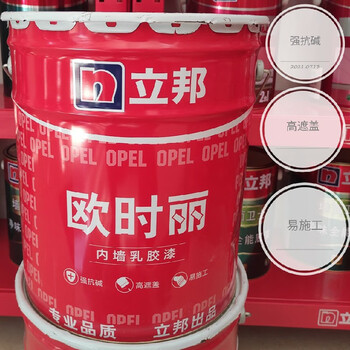 立邦
OPEL OPEL OPEL OPEL
欧时丽
内墙乳胶漆
强抗碱
高遮盖
易施工
专业品质 立邦出品
强抗碱
高遮盖
易施工
立邦